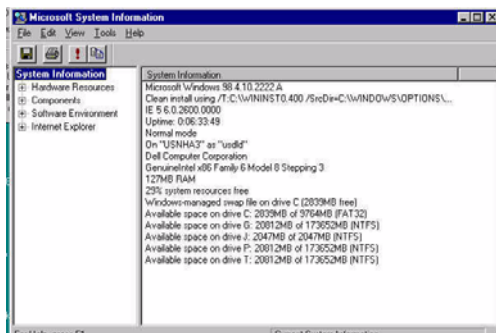 Microsoft System Information
File Edit View Tools Help
System Information
Hardware Resources
Components
Software Environment
Internet Explorer
System Information
Microsoft Windows 98 4.10.2222 A
Clean install using /T:C:\WININST0.400 /SrcDir=C:\WINDOWS\OPTIONS\...
IE 5 6.0.2600.0000
Uptime: 0:06:33:49
Normal mode
On "USNHA3" as "usdld"
Dell Computer Corporation
GenuineIntel x86 Family 6 Model 8 Stepping 3
127MB RAM
29% system resources free
Windows-managed swap file on drive C (2839MB free)
Available space on drive C: 2839MB of 9764MB (FAT32)
Available space on drive G: 20812MB of 173652MB (NTFS)
Available space on drive J: 2047MB of 2047MB (NTFS)
Available space on drive P: 20812MB of 173652MB (NTFS)
Available space on drive T: 20812MB of 173652MB (NTFS)